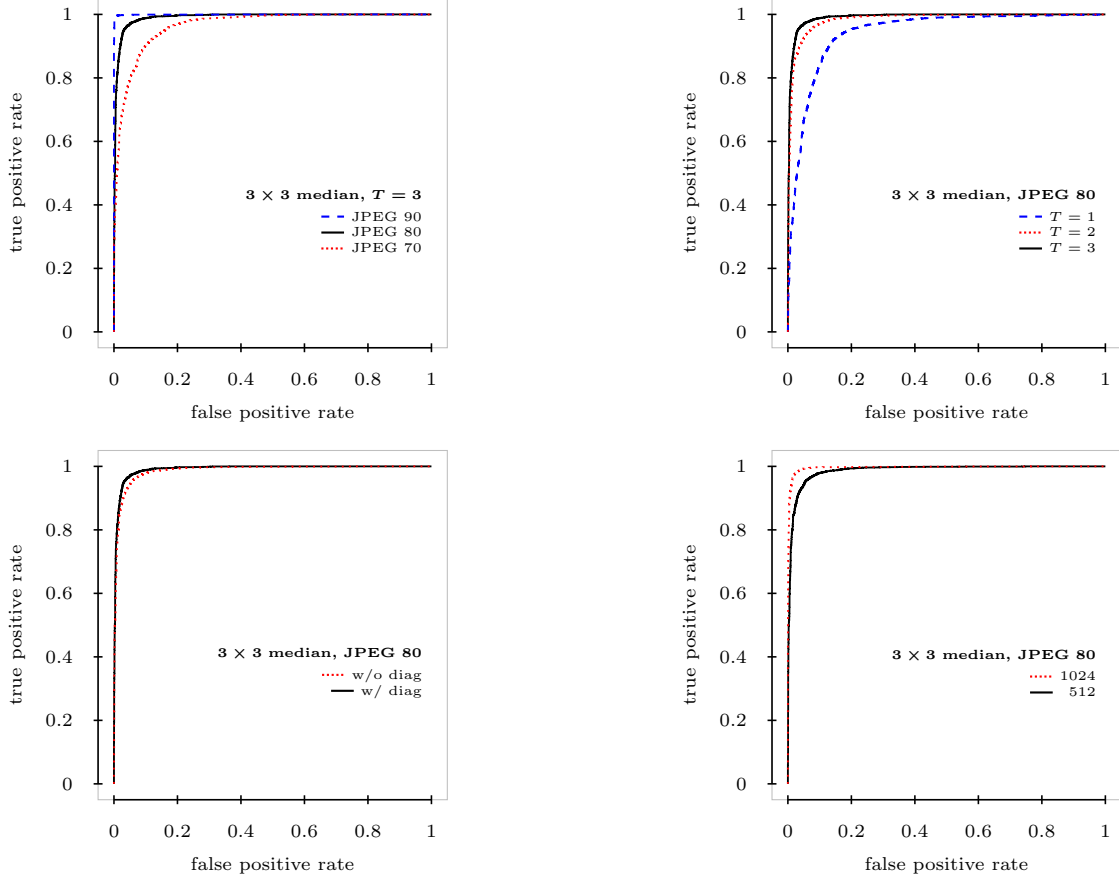 1
0.8
0.6
0.4
0.2
0
true positive rate
3 × 3 median, T = 3
JPEG 90
JPEG 80
JPEG 70
0 0.2 0.4 0.6 0.8 1
false positive rate
1
0.8
0.6
0.4
0.2
0
true positive rate
3 × 3 median, JPEG 80
T = 1
T = 2
T = 3
0 0.2 0.4 0.6 0.8 1
false positive rate
1
0.8
0.6
0.4
0.2
0
true positive rate
3 × 3 median, JPEG 80
w/o diag
w/ diag
0 0.2 0.4 0.6 0.8 1
false positive rate
1
0.8
0.6
0.4
0.2
0
true positive rate
3 × 3 median, JPEG 80
1024
512
0 0.2 0.4 0.6 0.8 1
false positive rate